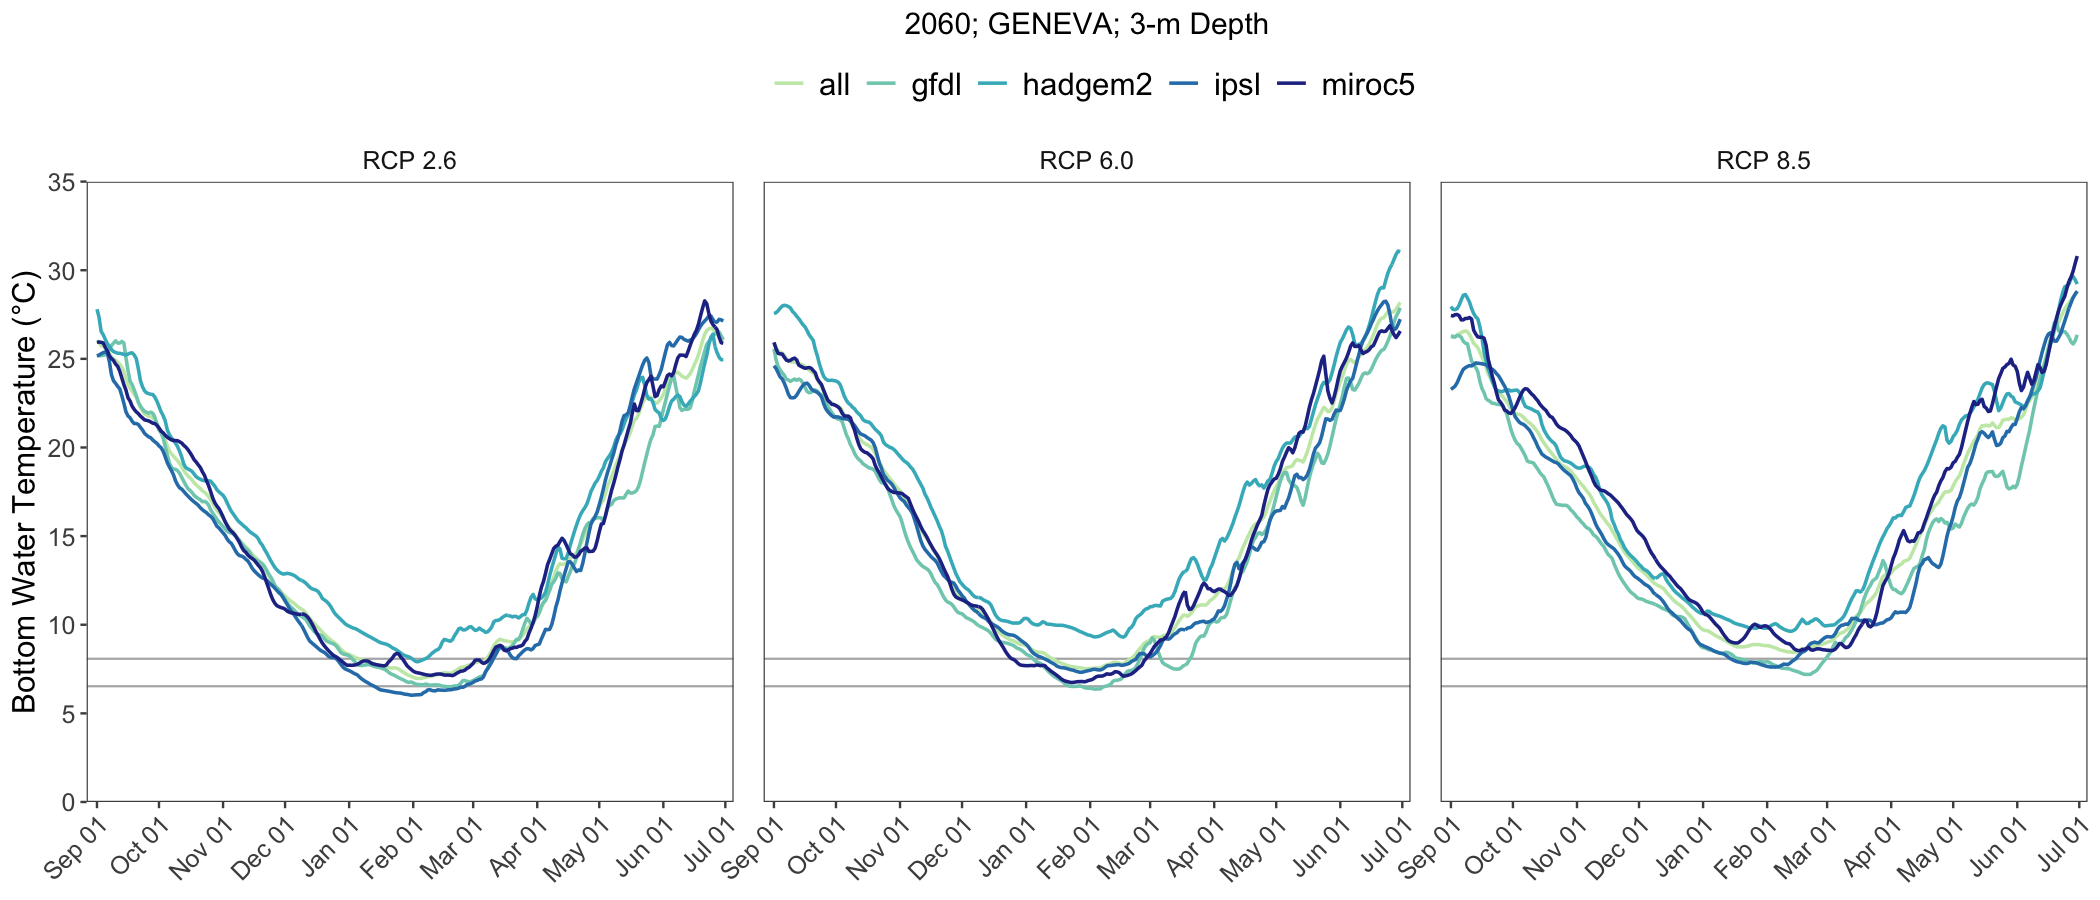 2060; GENEVA; 3-m Depth
all gfdl hadgem2 ipsl miroc5
RCP 2.6 RCP 6.0 RCP 8.5
Bottom Water Temperature (°C)
35
30
25
20
15
10
5
0
Sep 01 Oct 01 Nov 01 Dec 01 Jan 01 Feb 01 Mar 01 Apr 01 May 01 Jun 01 Jul 01 Sep 01 Oct 01 Nov 01 Dec 01 Jan 01 Feb 01 Mar 01 Apr 01 May 01 Jun 01 Jul 01 Sep 01 Oct 01 Nov 01 Dec 01 Jan 01 Feb 01 Mar 01 Apr 01 May 01 Jun 01 Jul 01